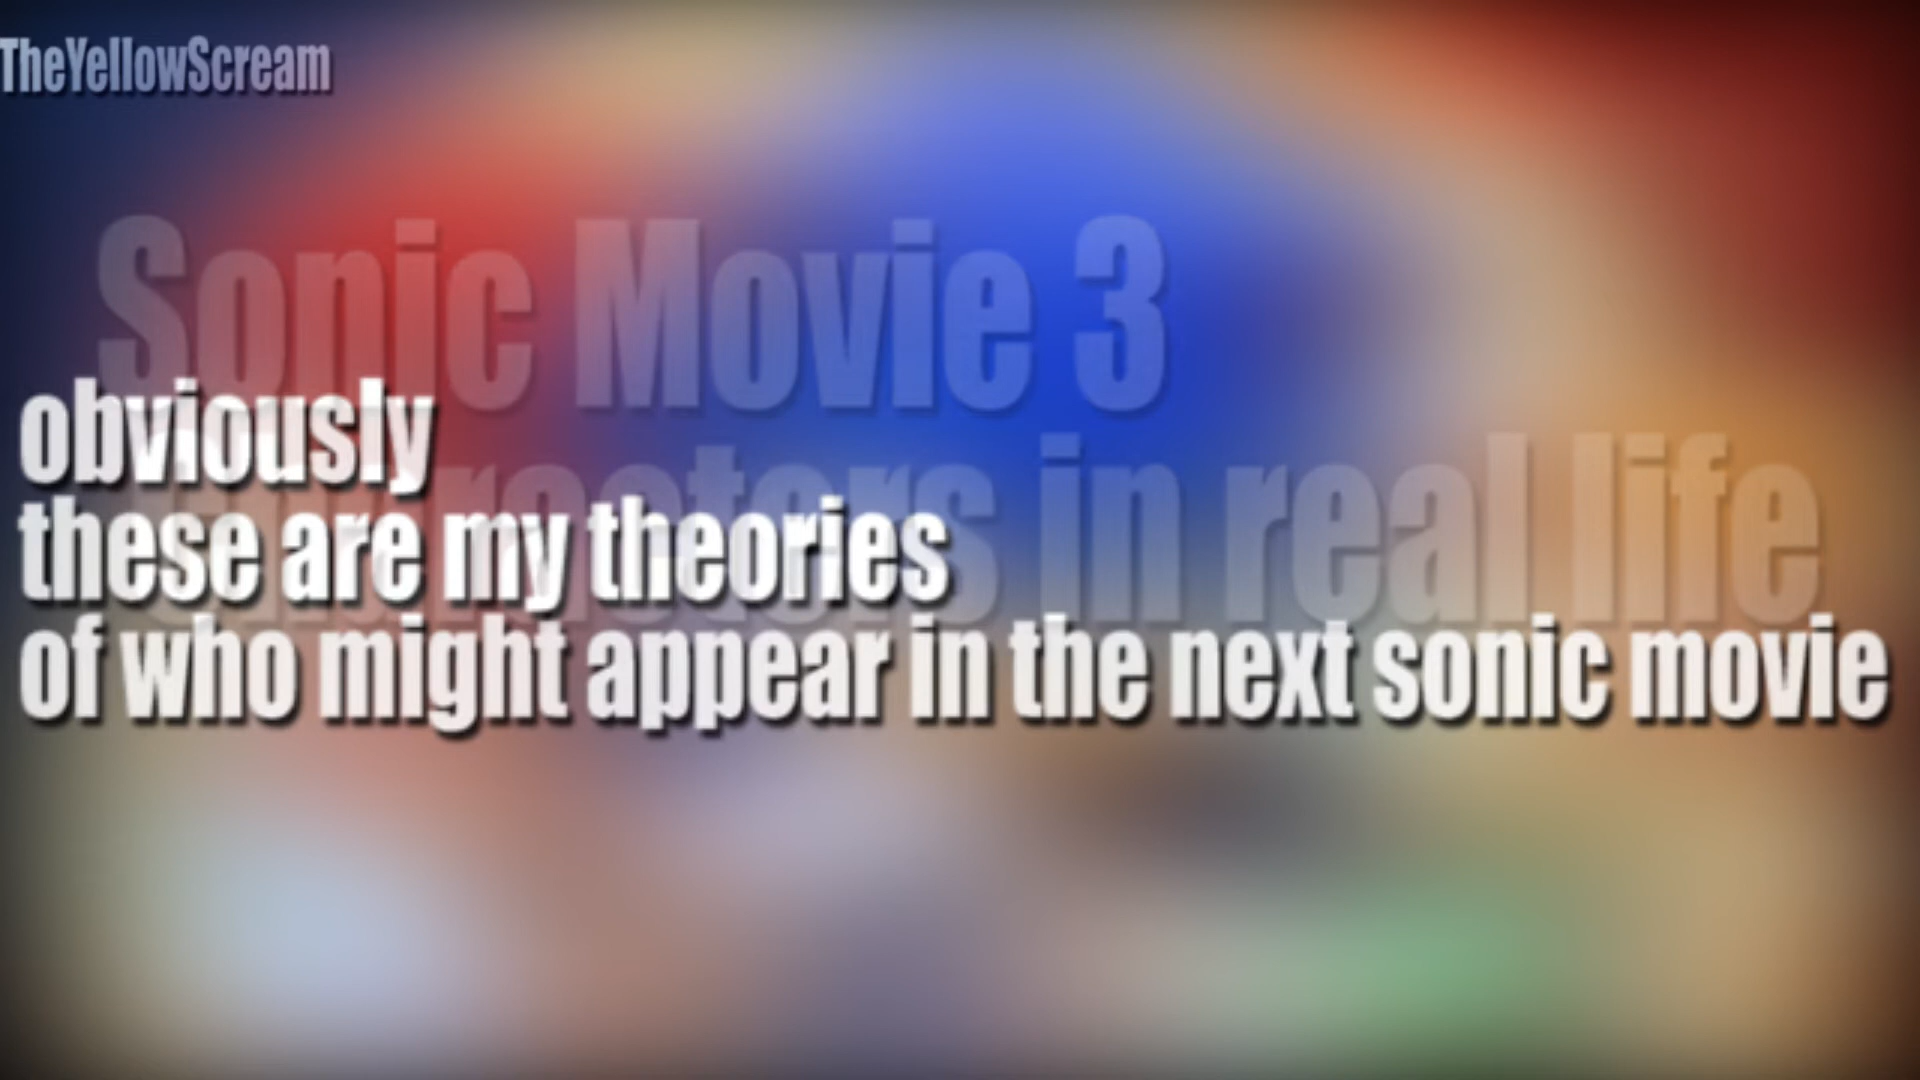 TheYellowScream
Sonic Movie 3
characters in real life
obviously
these are my theories
of who might appear in the next sonic movie